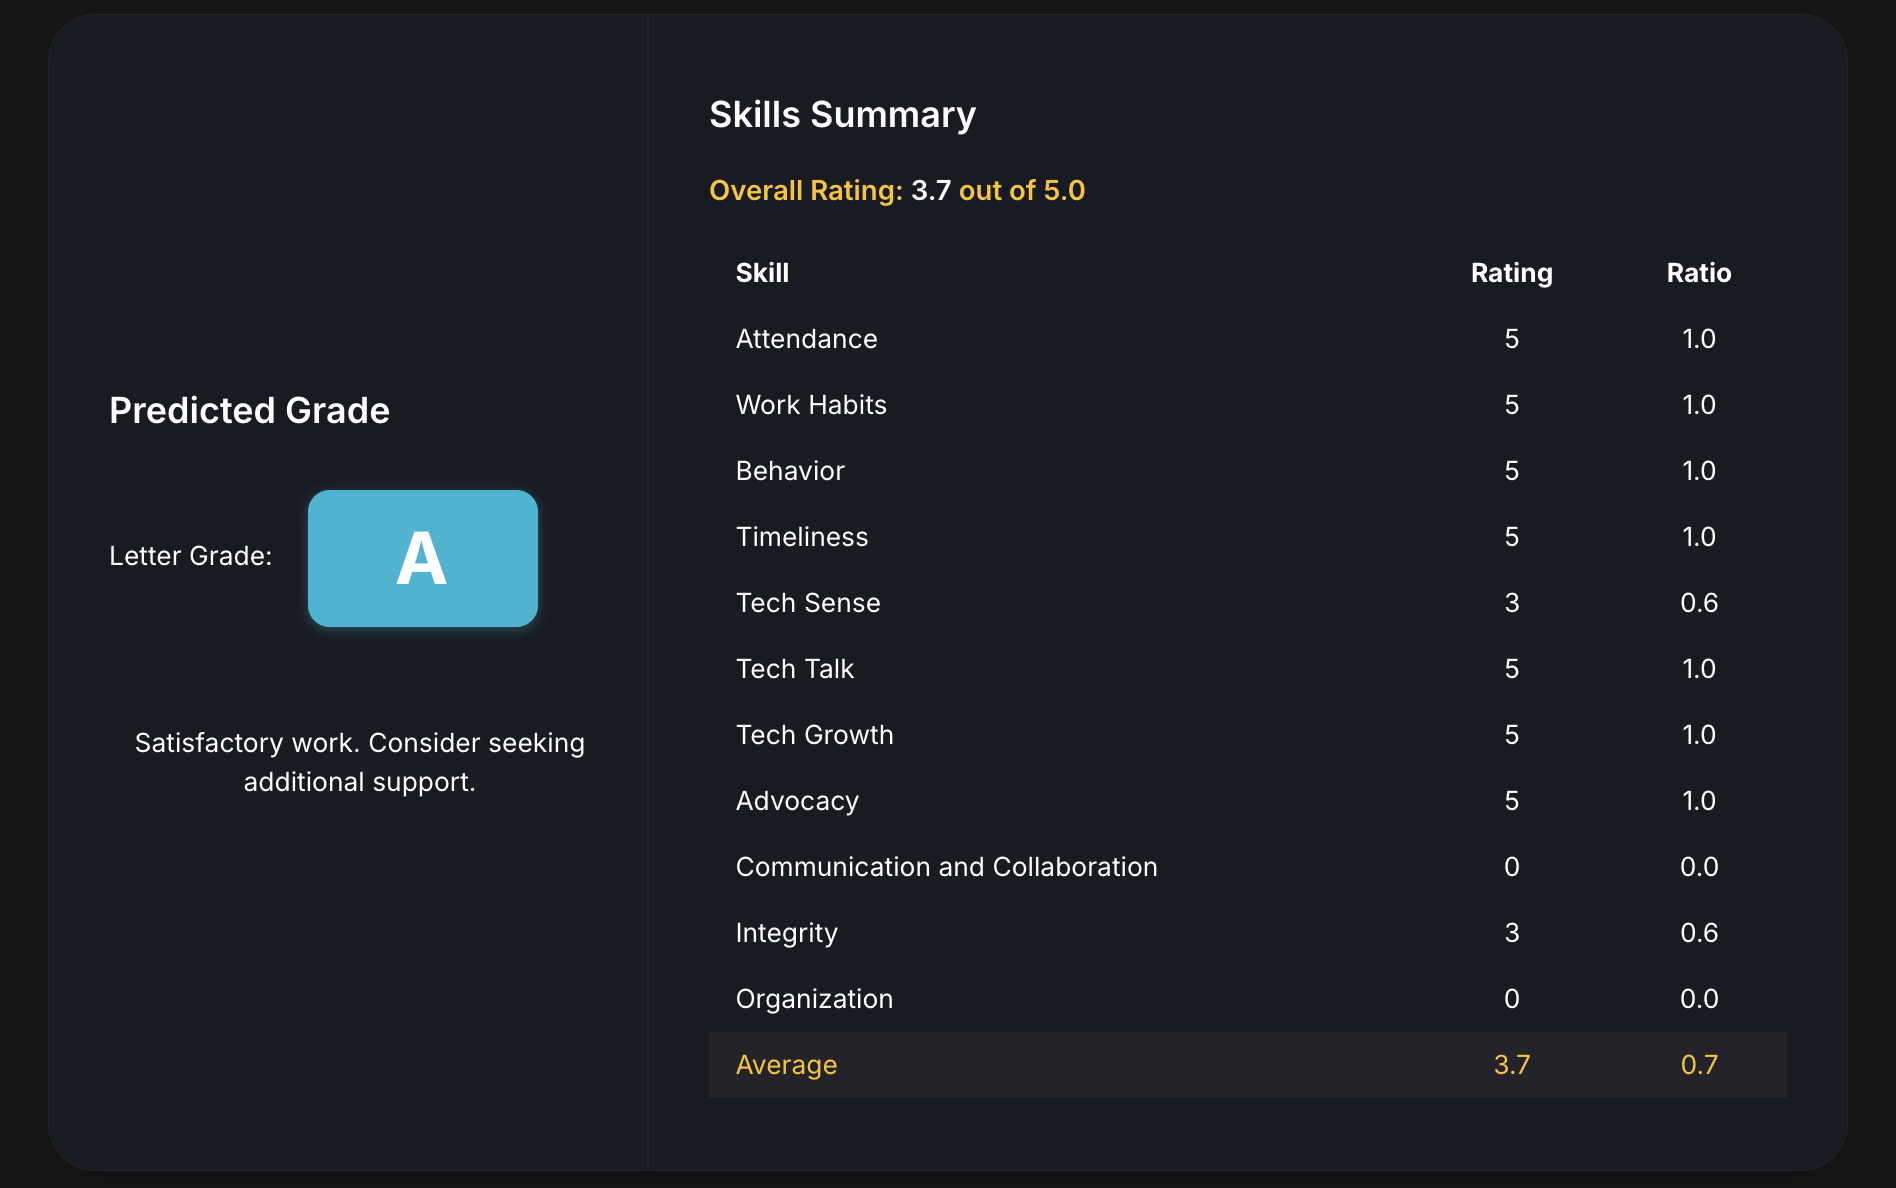 Predicted Grade
Letter Grade: A
Satisfactory work. Consider seeking
additional support.
Skills Summary
Overall Rating: 3.7 out of 5.0
Skill Rating Ratio
Attendance 5 1.0
Work Habits 5 1.0
Behavior 5 1.0
Timeliness 5 1.0
Tech Sense 3 0.6
Tech Talk 5 1.0
Tech Growth 5 1.0
Advocacy 5 1.0
Communication and Collaboration 0 0.0
Integrity 3 0.6
Organization 0 0.0
Average 3.7 0.7